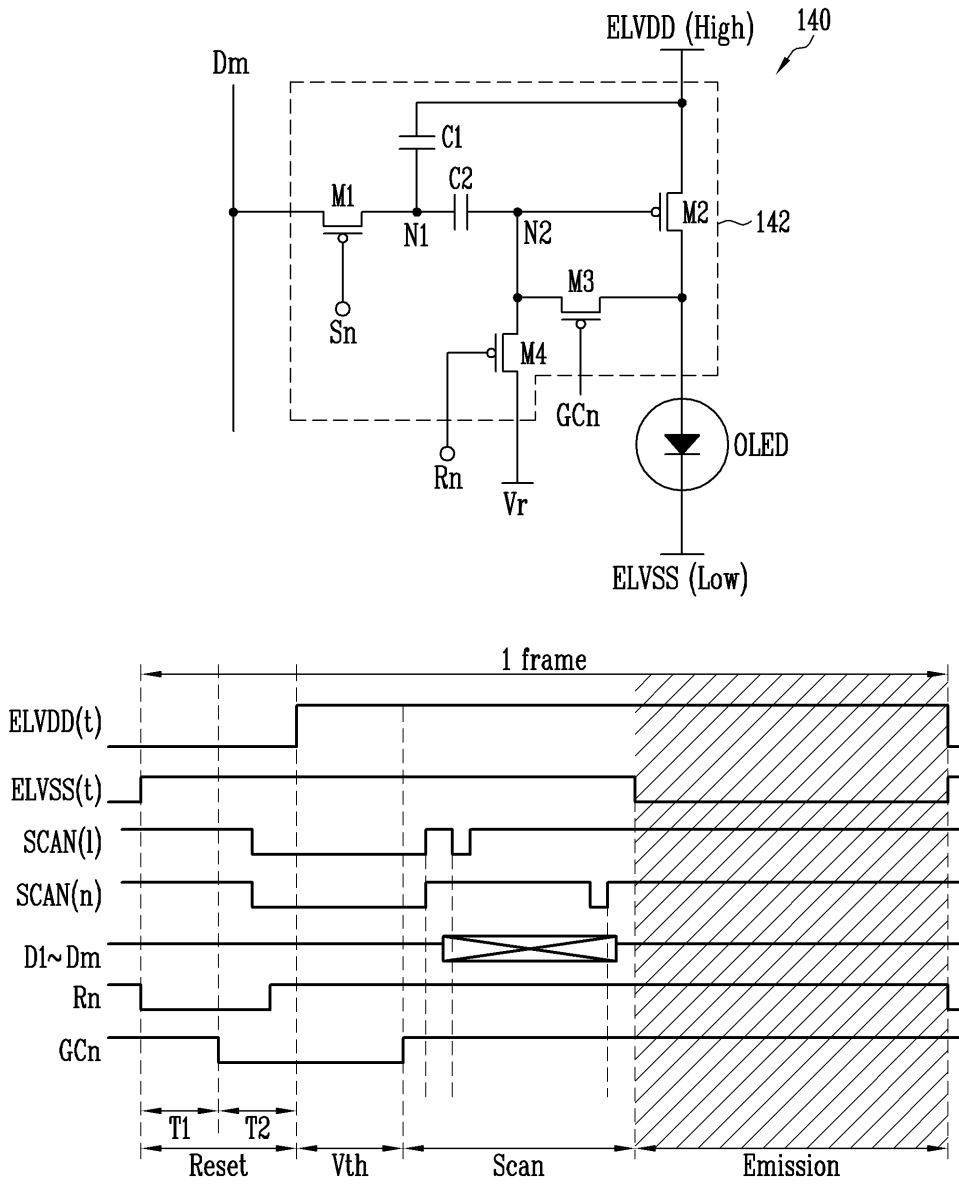 ELVDD (High)
140
Dm
C1
M1
C2
M2
142
N1
N2
M3
Sn
M4
GCn
OLED
Rn
Vr
ELVSS (Low)
1 frame
ELVDD(t)
ELVSS(t)
SCAN(1)
SCAN(n)
D1~Dm
Rn
GCn
T1 T2
Reset Vth Scan Emission